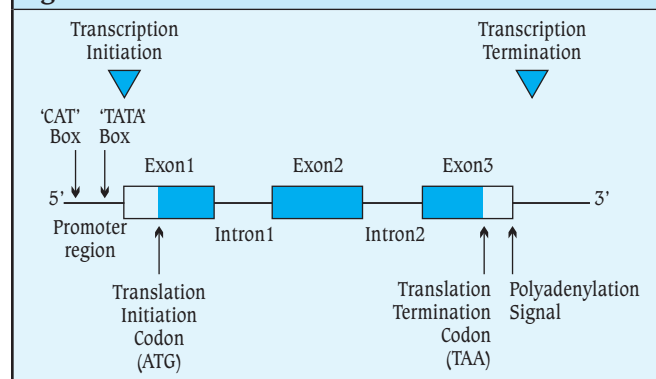 Transcription
Initiation
Transcription
Termination
‘CAT’
Box
‘TATA’
Box
Exon1
Exon2
Exon3
5’
3’
Promoter
region
Intron1
Intron2
Translation
Initiation
Codon
(ATG)
Translation
Termination
Codon
(TAA)
Polyadenylation
Signal